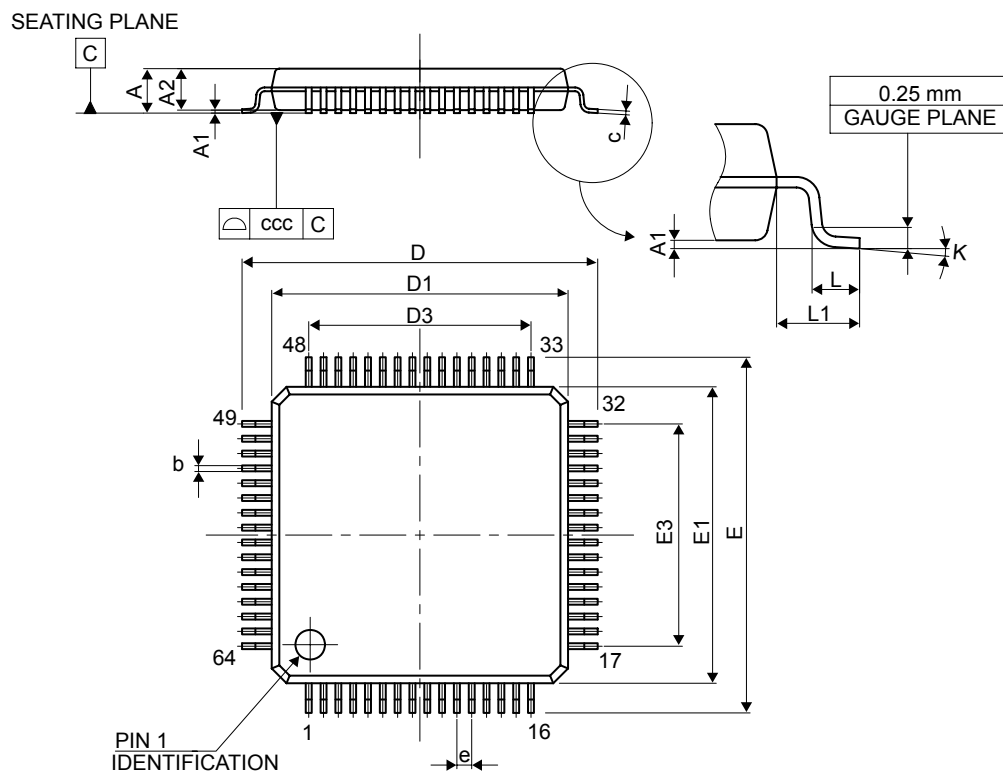 SEATING PLANE
C
A
A2
A1
c
0.25 mm
GAUGE PLANE
ccc C
A1
K
L
L1
D
D1
D3
48
33
49
32
b
E3
E1
E
64
17
1
16
PIN 1
IDENTIFICATION
e